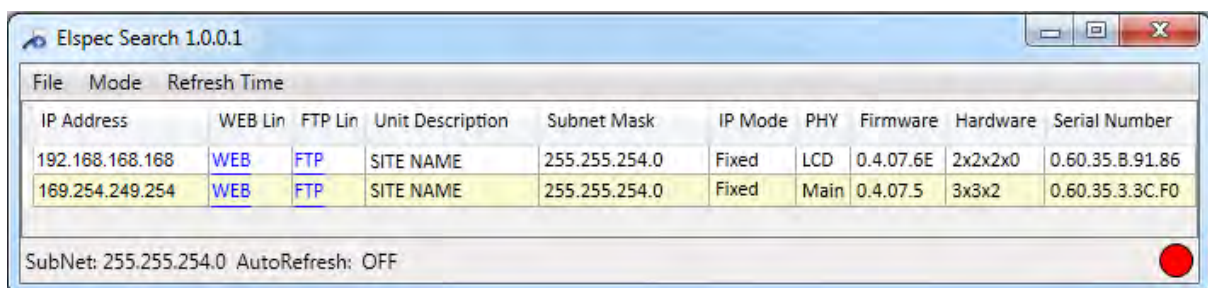 Elspec Search 1.0.0.1
File Mode Refresh Time
IP Address WEB Lin FTP Lin Unit Description Subnet Mask IP Mode PHY Firmware Hardware Serial Number
192.168.168.168 WEB FTP SITE NAME 255.255.254.0 Fixed LCD 0.4.07.6E 2x2x2x0 0.60.35.B.91.86
169.254.249.254 WEB FTP SITE NAME 255.255.254.0 Fixed Main 0.4.07.5 3x3x2 0.60.35.3.3C.F0
SubNet: 255.255.254.0 AutoRefresh: OFF